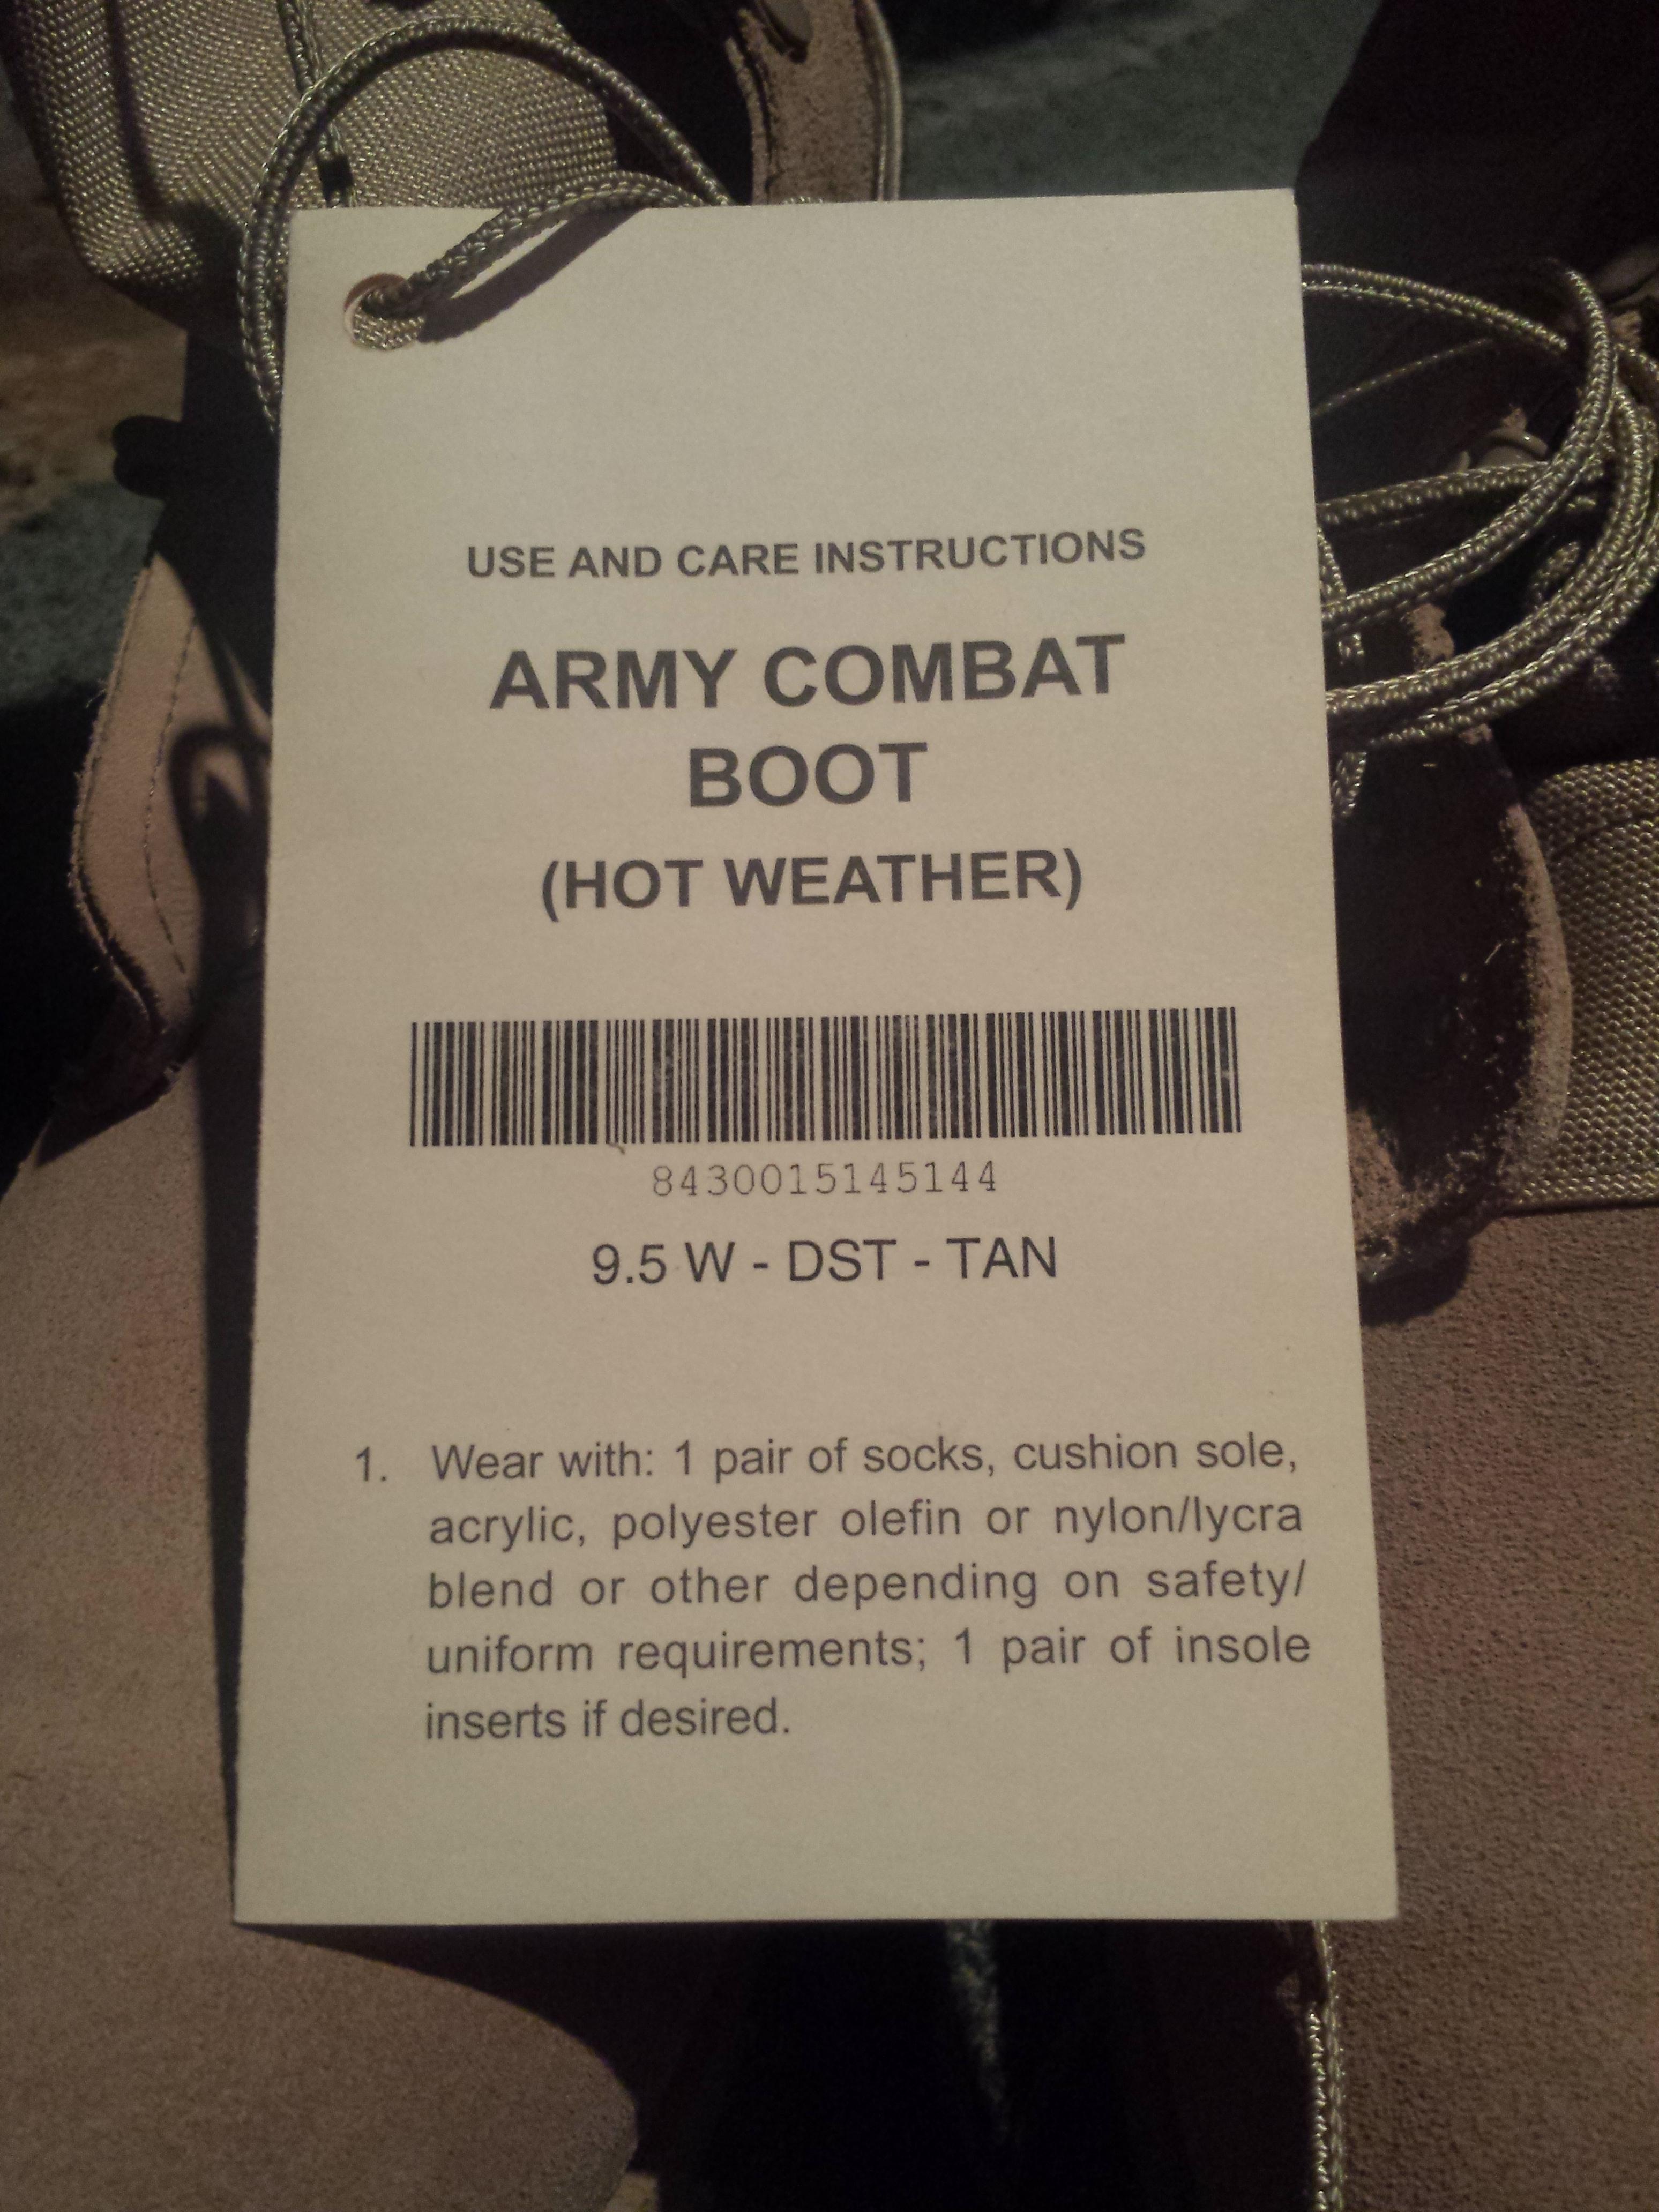 USE AND CARE INSTRUCTIONS
ARMY COMBAT
BOOT
(HOT WEATHER)
8430015145144
9.5 W - DST - TAN
1. Wear with: 1 pair of socks, cushion sole,
acrylic, polyester olefin or nylon/lycra
blend or other depending on safety/
uniform requirements; 1 pair of insole
inserts if desired.